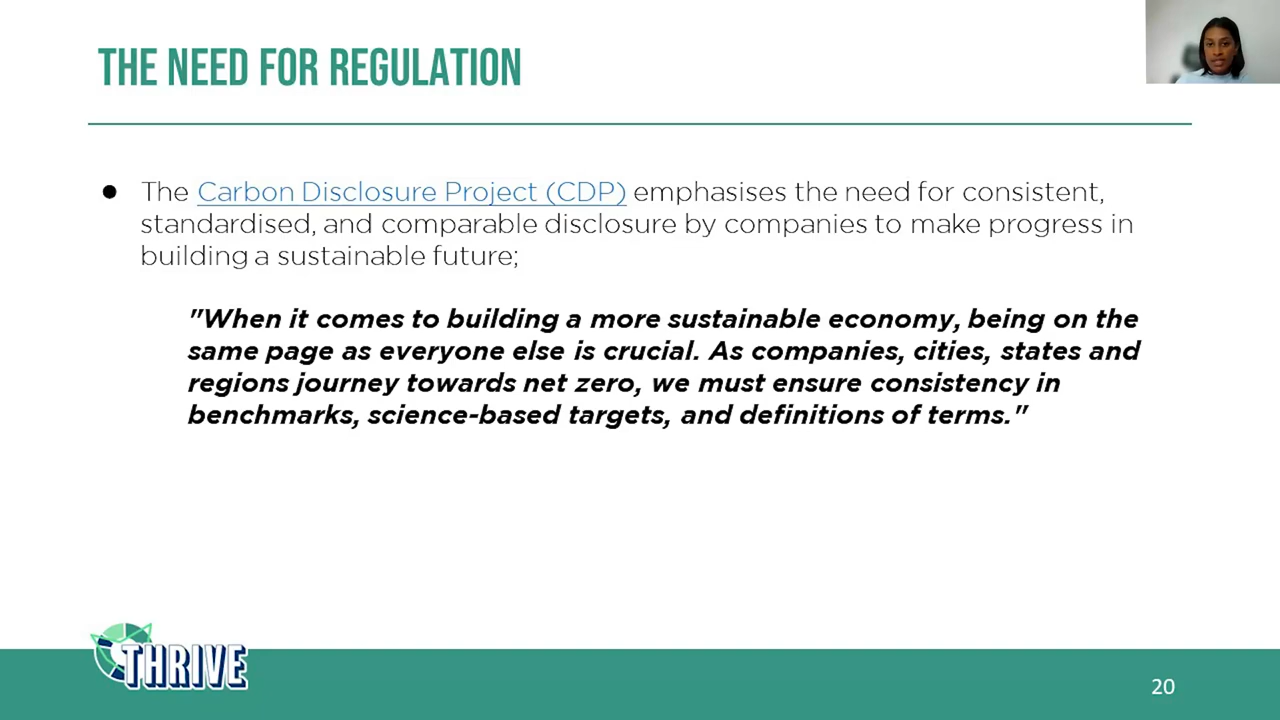 THE NEED FOR REGULATION
● The Carbon Disclosure Project (CDP) emphasises the need for consistent,
standardised, and comparable disclosure by companies to make progress in
building a sustainable future;
"When it comes to building a more sustainable economy, being on the
same page as everyone else is crucial. As companies, cities, states and
regions journey towards net zero, we must ensure consistency in
benchmarks, science-based targets, and definitions of terms."
THRIVE
20